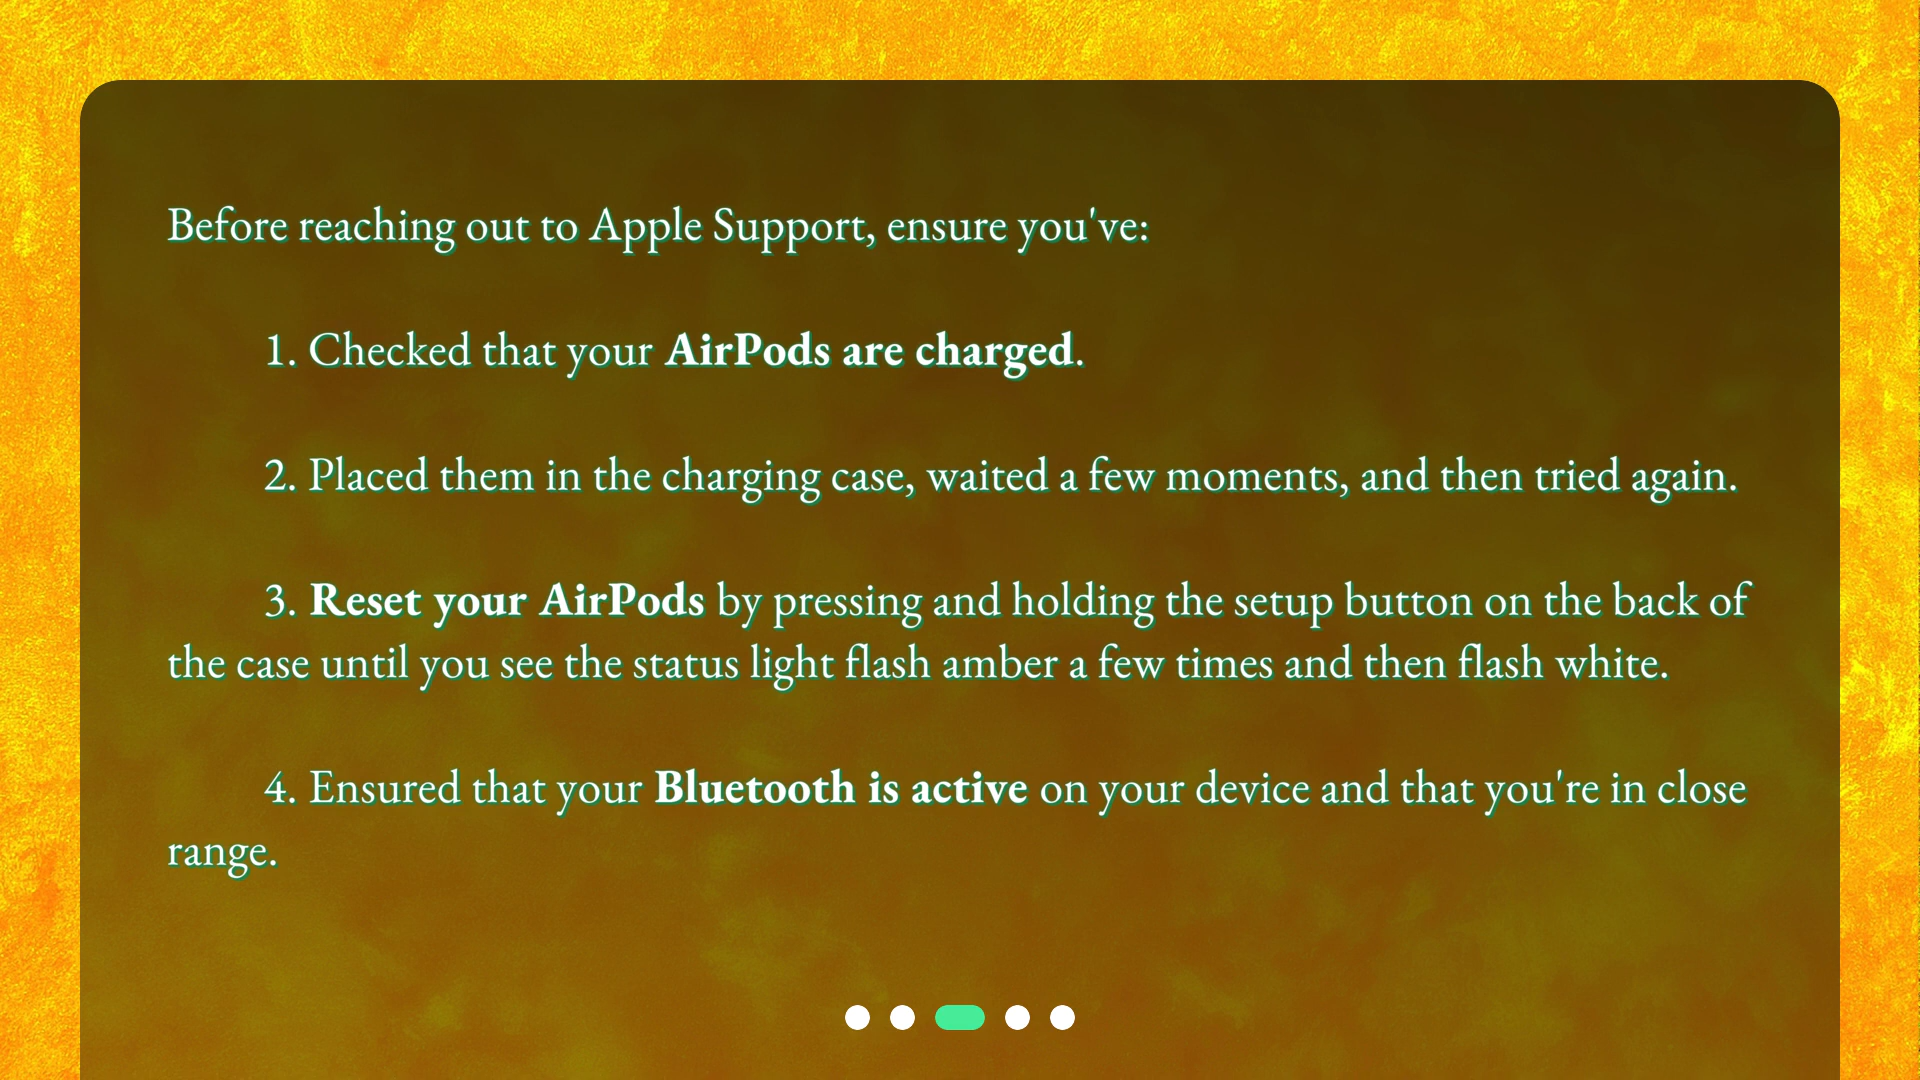 Before reaching out to Apple Support, ensure you've:
1. Checked that your AirPods are charged.
2. Placed them in the charging case, waited a few moments, and then tried again.
3. Reset your AirPods by pressing and holding the setup button on the back of
the case until you see the status light flash amber a few times and then flash white.
4. Ensured that your Bluetooth is active on your device and that you're in close
range.